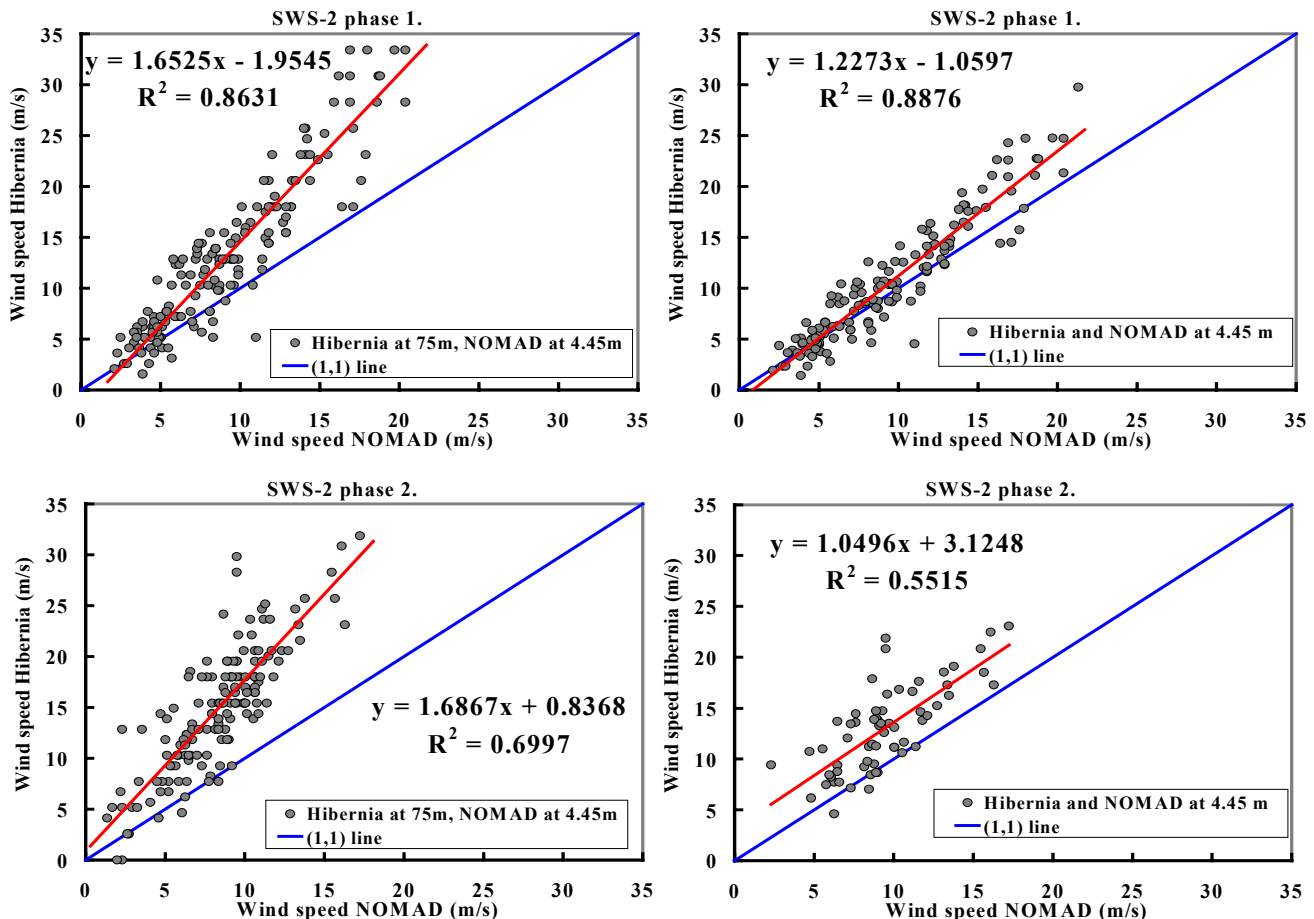 SWS-2 phase 1.
y = 1.6525x - 1.9545
R² = 0.8631
Wind speed Hibernia (m/s)
35
30
25
20
15
10
5
0
Hibernia at 75m, NOMAD at 4.45m
(1,1) line
0 5 10 15 20 25 30 35
Wind speed NOMAD (m/s)
SWS-2 phase 1.
y = 1.2273x - 1.0597
R² = 0.8876
Wind speed Hibernia (m/s)
35
30
25
20
15
10
5
0
Hibernia and NOMAD at 4.45 m
(1,1) line
0 5 10 15 20 25 30 35
Wind speed NOMAD (m/s)
SWS-2 phase 2.
Wind speed Hibernia (m/s)
35
30
25
20
15
10
5
0
y = 1.6867x + 0.8368
R² = 0.6997
Hibernia at 75m, NOMAD at 4.45m
(1,1) line
0 5 10 15 20 25 30 35
Wind speed NOMAD (m/s)
SWS-2 phase 2.
y = 1.0496x + 3.1248
R² = 0.5515
Wind speed Hibernia (m/s)
35
30
25
20
15
10
5
0
Hibernia and NOMAD at 4.45 m
(1,1) line
0 5 10 15 20 25 30 35
Wind speed NOMAD (m/s)